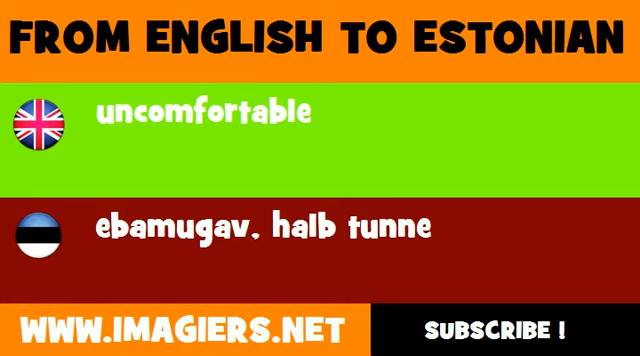 FROM ENGLISH TO ESTONIAN
uncomfortable
ebamugav, halb tunne
WWW.IMAGIERS.NET
SUBSCRIBE !